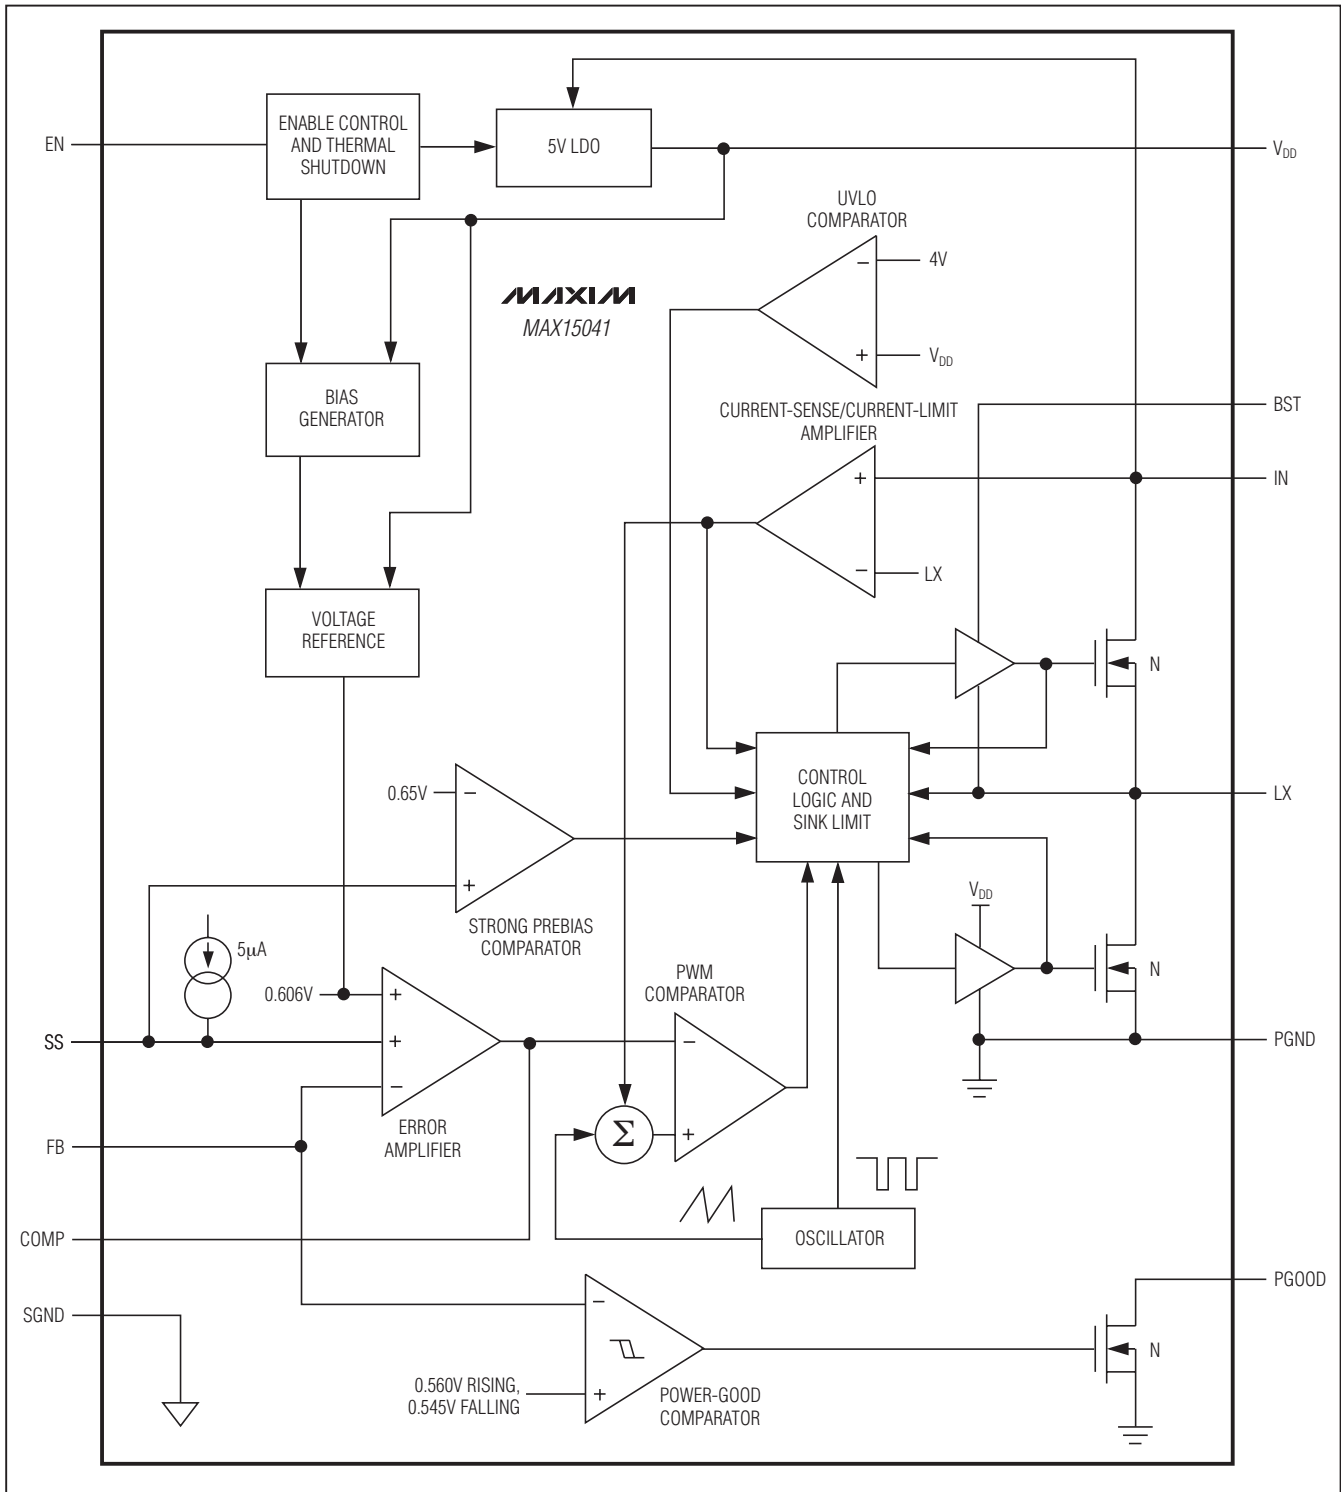 ENABLE CONTROL
AND THERMAL
SHUTDOWN
EN
5V LDO
VDD
UVLO
COMPARATOR
−
4V
+
VDD
MAXIM
MAX15041
BIAS
GENERATOR
CURRENT-SENSE/CURRENT-LIMIT
AMPLIFIER
BST
+
IN
−
LX
VOLTAGE
REFERENCE
N
CONTROL
LOGIC AND
SINK LIMIT
LX
0.65V
−
+
STRONG PREBIAS
COMPARATOR
VDD
5µA
N
PWM
COMPARATOR
0.606V
+
SS
+
−
−
PGND
ERROR
AMPLIFIER
Σ
+
FB
COMP
OSCILLATOR
PGOOD
−
SGND
N
0.560V RISING,
0.545V FALLING
+
POWER-GOOD
COMPARATOR